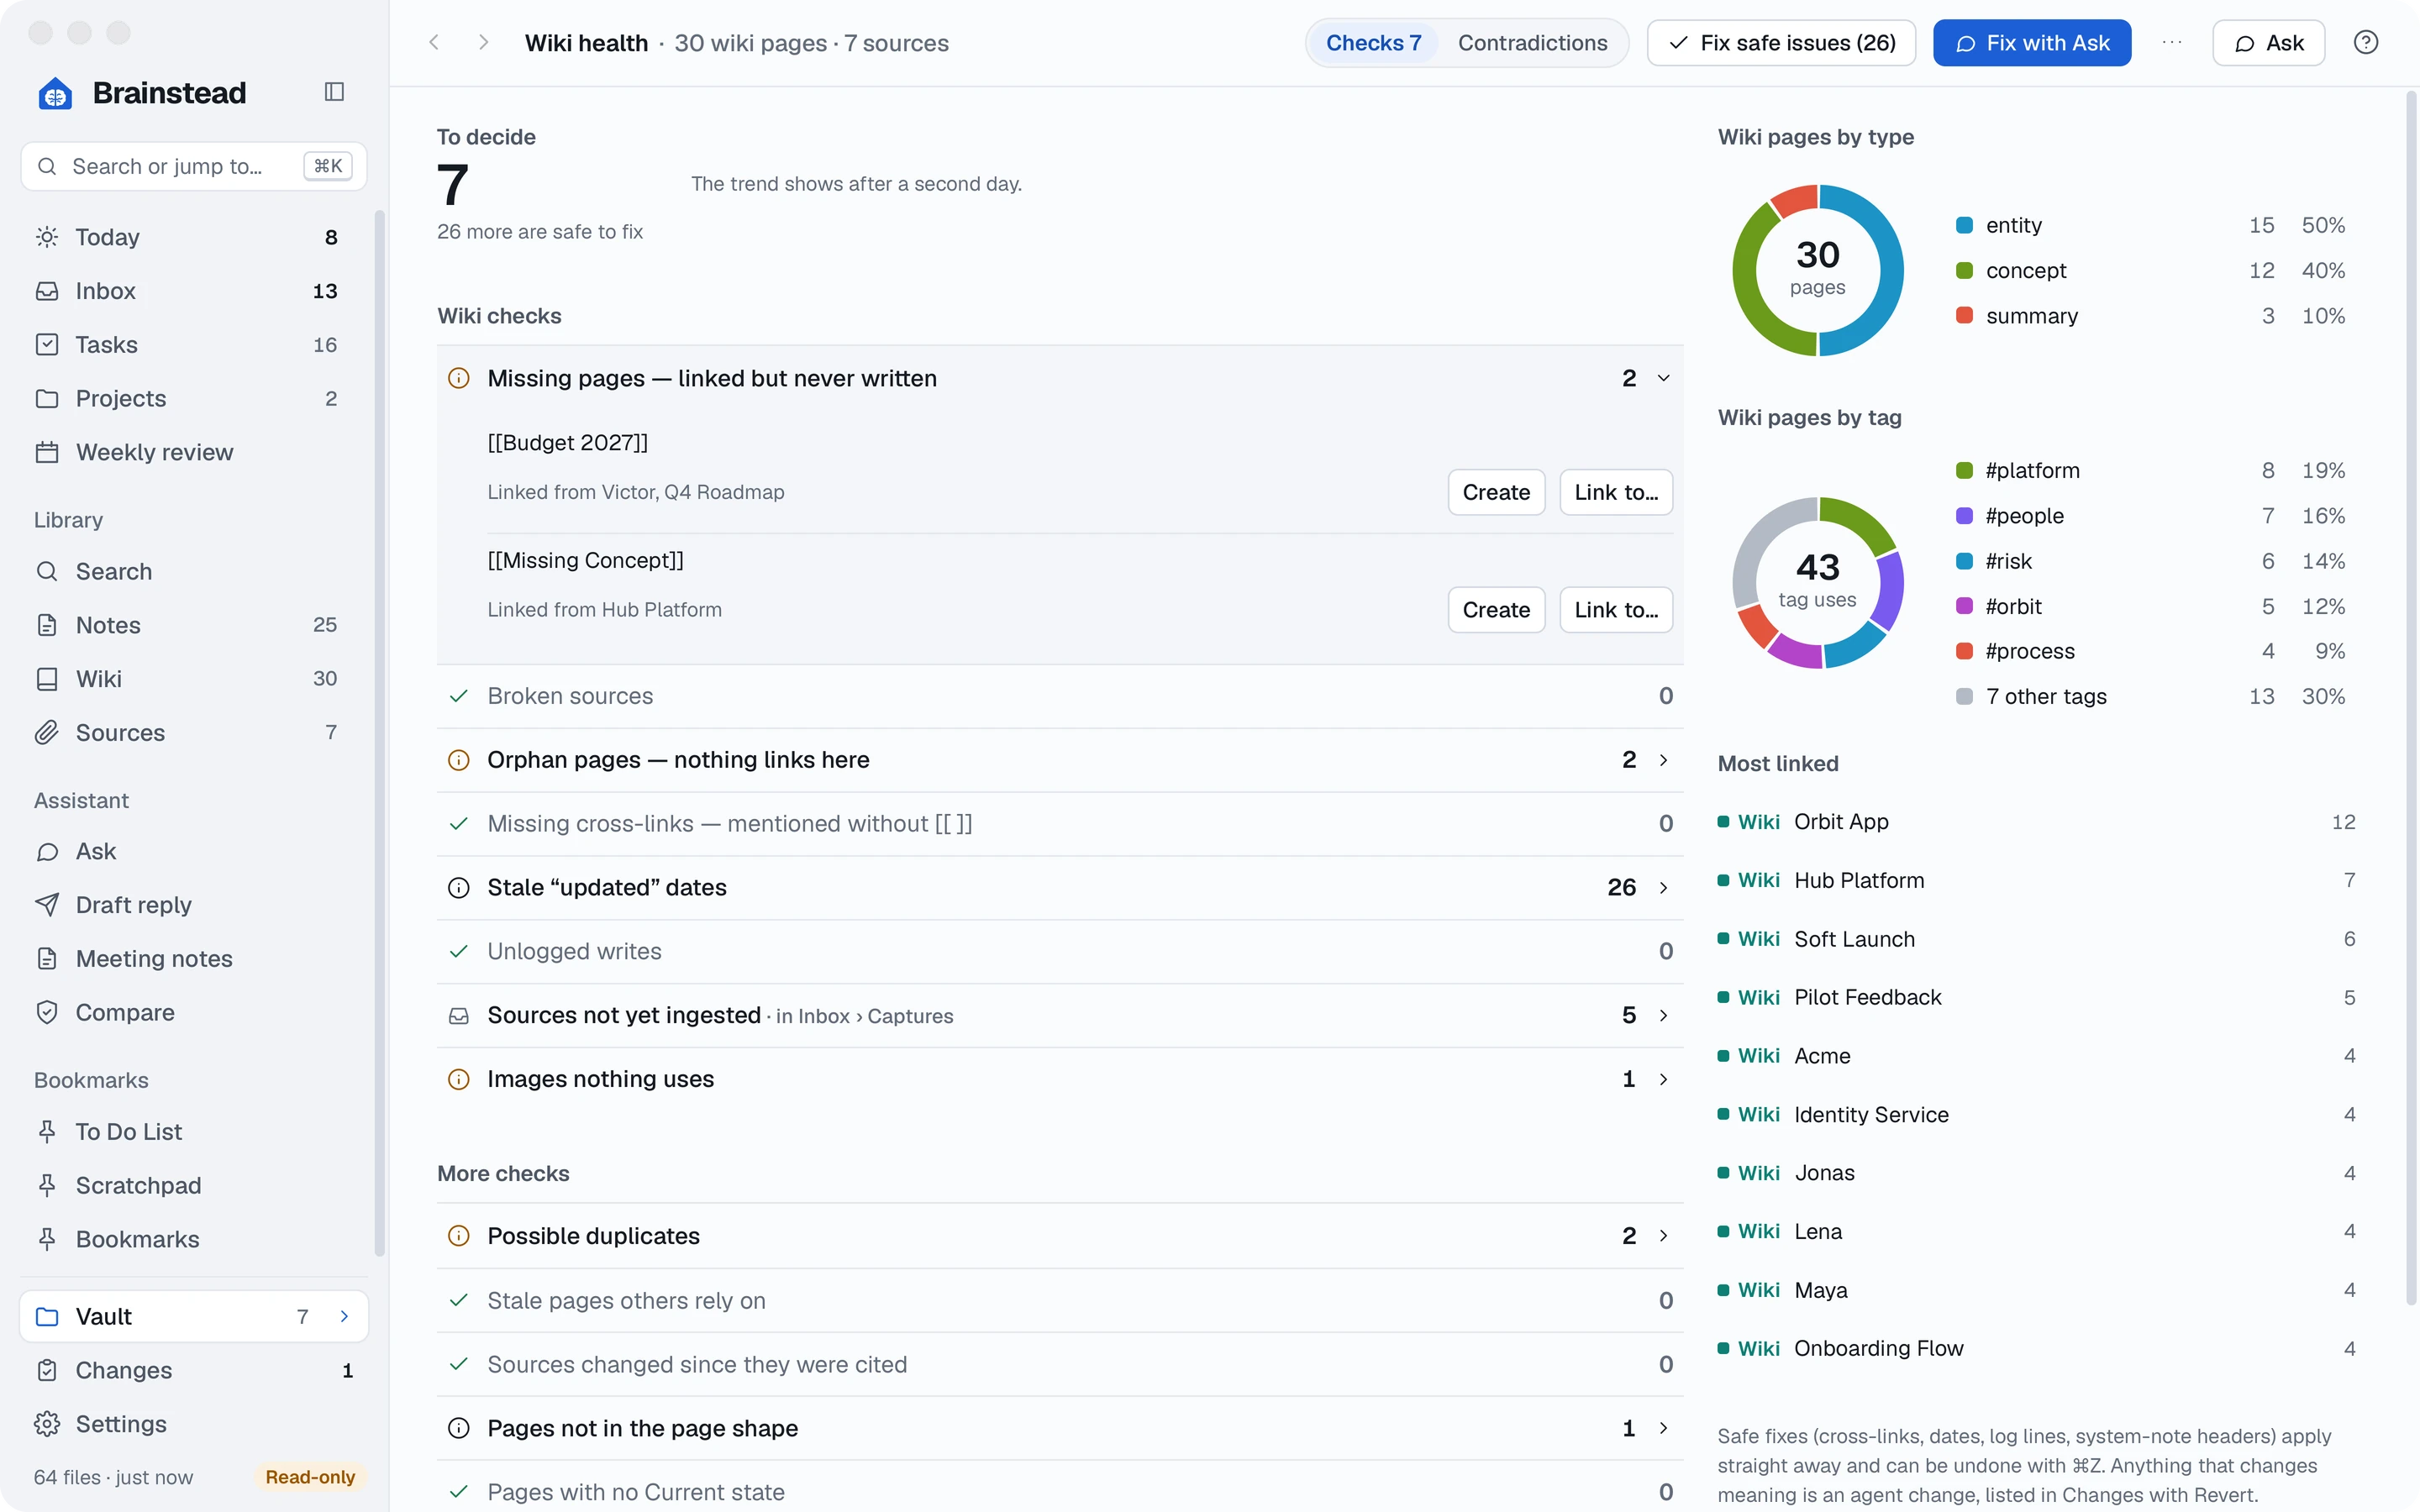 Brainstead
Search or jump to… ⌘K
Today 8
Inbox 13
Tasks 16
Projects 2
Weekly review
Library
Search
Notes 25
Wiki 30
Sources 7
Assistant
Ask
Draft reply
Meeting notes
Compare
Bookmarks
To Do List
Scratchpad
Bookmarks
Vault 7
Changes 1
Settings
64 files · just now Read-only
Wiki health · 30 wiki pages · 7 sources
Checks 7 Contradictions Fix safe issues (26) Fix with Ask ··· Ask
To decide
7
The trend shows after a second day.
26 more are safe to fix
Wiki checks
Missing pages — linked but never written 2
[[Budget 2027]]
Linked from Victor, Q4 Roadmap Create Link to…
[[Missing Concept]]
Linked from Hub Platform Create Link to…
Broken sources 0
Orphan pages — nothing links here 2
Missing cross-links — mentioned without [[ ]] 0
Stale “updated” dates 26
Unlogged writes 0
Sources not yet ingested · in Inbox › Captures 5
Images nothing uses 1
More checks
Possible duplicates 2
Stale pages others rely on 0
Sources changed since they were cited 0
Pages not in the page shape 1
Pages with no Current state 0
Wiki pages by type
30
pages
entity 15 50%
concept 12 40%
summary 3 10%
Wiki pages by tag
43
tag uses
#platform 8 19%
#people 7 16%
#risk 6 14%
#orbit 5 12%
#process 4 9%
7 other tags 13 30%
Most linked
Wiki Orbit App 12
Wiki Hub Platform 7
Wiki Soft Launch 6
Wiki Pilot Feedback 5
Wiki Acme 4
Wiki Identity Service 4
Wiki Jonas 4
Wiki Lena 4
Wiki Maya 4
Wiki Onboarding Flow 4
Safe fixes (cross-links, dates, log lines, system-note headers) apply
straight away and can be undone with ⌘Z. Anything that changes
meaning is an agent change, listed in Changes with Revert.